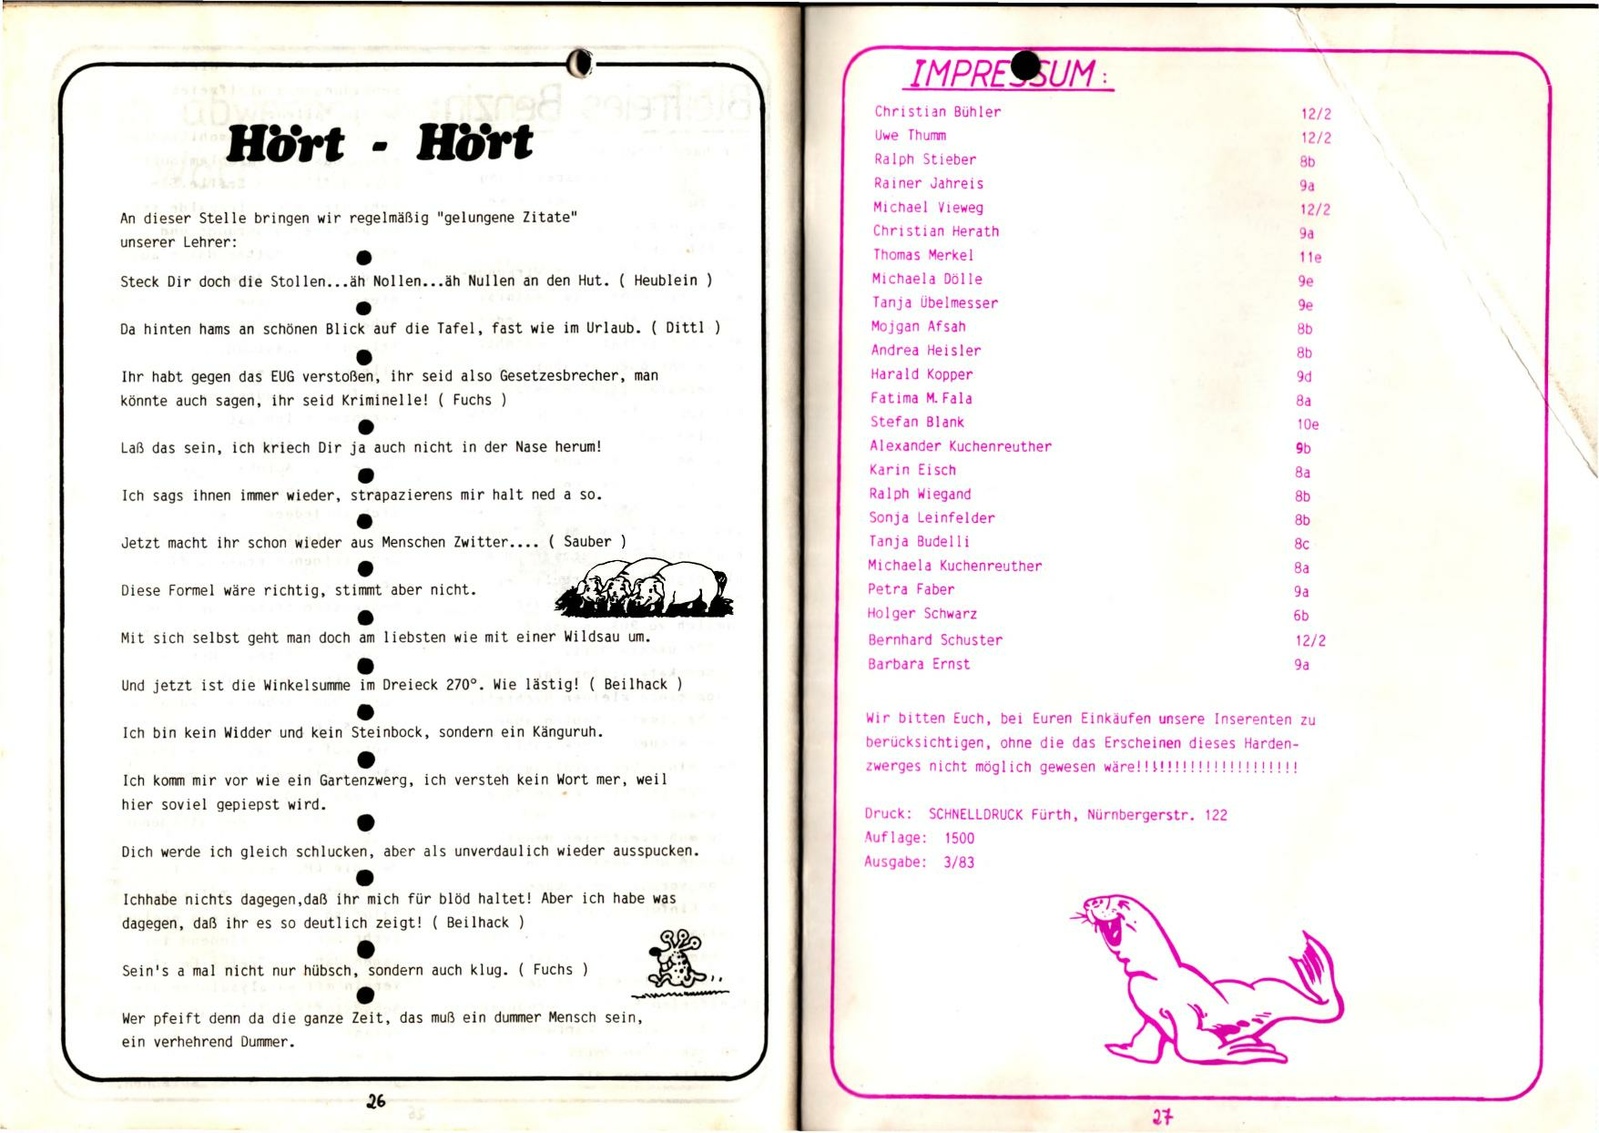 Hört - Hört
An dieser Stelle bringen wir regelmäßig "gelungene Zitate"
unserer Lehrer:
Steck Dir doch die Stollen...äh Nollen...äh Nullen an den Hut. ( Heublein )
Da hinten hams an schönen Blick auf die Tafel, fast wie im Urlaub. ( Dittl )
Ihr habt gegen das EUG verstoßen, ihr seid also Gesetzesbrecher, man
könnte auch sagen, ihr seid Kriminelle! ( Fuchs )
Laß das sein, ich kriech Dir ja auch nicht in der Nase herum!
Ich sags ihnen immer wieder, strapazierens mir halt ned a so.
Jetzt macht ihr schon wieder aus Menschen Zwitter.... ( Sauber )
Diese Formel wäre richtig, stimmt aber nicht.
Mit sich selbst geht man doch am liebsten wie mit einer Wildsau um.
Und jetzt ist die Winkelsumme im Dreieck 270°. Wie lästig! ( Beilhack )
Ich bin kein Widder und kein Steinbock, sondern ein Känguruh.
Ich komm mir vor wie ein Gartenzwerg, ich versteh kein Wort mer, weil
hier soviel gepiepst wird.
Dich werde ich gleich schlucken, aber als unverdaulich wieder ausspucken.
Ichhabe nichts dagegen,daß ihr mich für blöd haltet! Aber ich habe was
dagegen, daß ihr es so deutlich zeigt! ( Beilhack )
Sein's a mal nicht nur hübsch, sondern auch klug. ( Fuchs )
Wer pfeift denn da die ganze Zeit, das muß ein dummer Mensch sein,
ein verhehrend Dummer.
26
IMPRESSUM:
Christian Bühler 12/2
Uwe Thumm 12/2
Ralph Stieber 8b
Rainer Jahreis 9a
Michael Vieweg 12/2
Christian Herath 9a
Thomas Merkel 11e
Michaela Dölle 9e
Tanja Übelmesser 9e
Mojgan Afsah 8b
Andrea Heisler 8b
Harald Kopper 9d
Fatima M.Fala 8a
Stefan Blank 10e
Alexander Kuchenreuther 9b
Karin Eisch 8a
Ralph Wiegand 8b
Sonja Leinfelder 8b
Tanja Budelli 8c
Michaela Kuchenreuther 8a
Petra Faber 9a
Holger Schwarz 6b
Bernhard Schuster 12/2
Barbara Ernst 9a
Wir bitten Euch, bei Euren Einkäufen unsere Inserenten zu
berücksichtigen, ohne die das Erscheinen dieses Harden-
zwerges nicht möglich gewesen wäre!!!!!!!!!!!!!!!!!!!!!
Druck: SCHNELLDRUCK Fürth, Nürnbergerstr. 122
Auflage: 1500
Ausgabe: 3/83
27